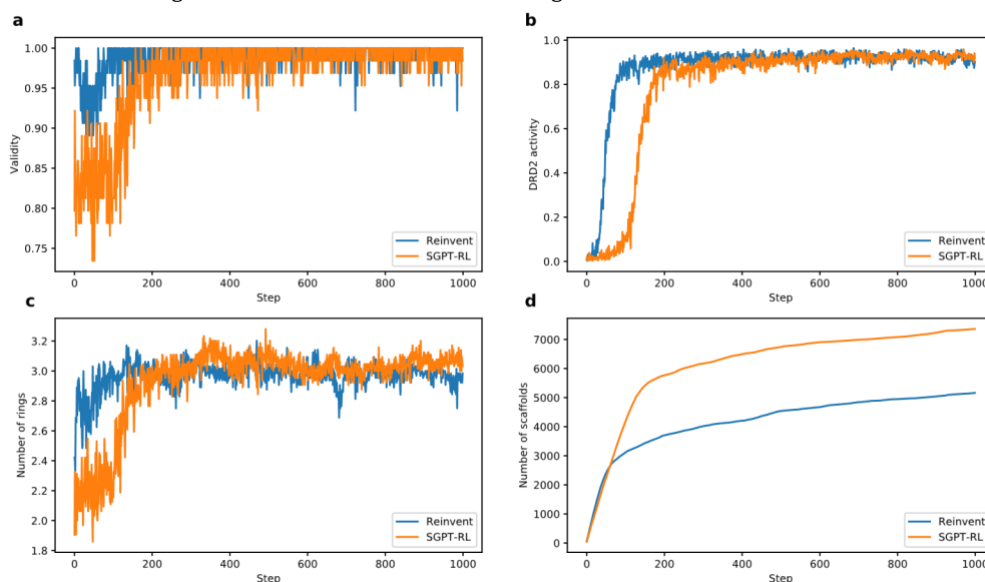 a
1.00
0.95
0.90
0.85
0.80
0.75
Validity
0 200 400 600 800 1000
Step
Reinvent
SGPT-RL
b
1.0
0.8
0.6
0.4
0.2
0.0
DRD2 activity
0 200 400 600 800 1000
Step
Reinvent
SGPT-RL
c
3.2
3.0
2.8
2.6
2.4
2.2
2.0
1.8
Number of rings
0 200 400 600 800 1000
Step
Reinvent
SGPT-RL
d
7000
6000
5000
4000
3000
2000
1000
0
Number of scaffolds
0 200 400 600 800 1000
Step
Reinvent
SGPT-RL